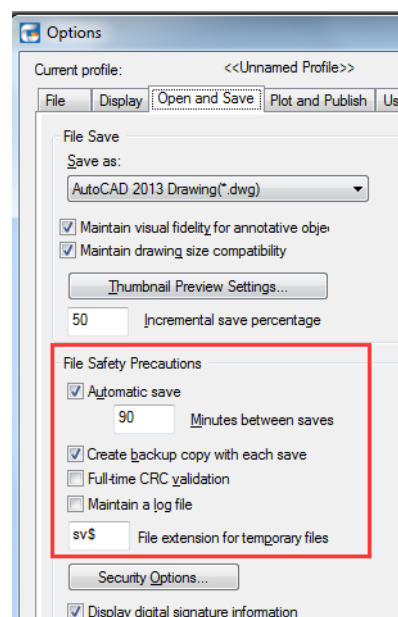 Options
Current profile: <<Unnamed Profile>>
File Display Open and Save Plot and Publish Us
File Save
Save as:
AutoCAD 2013 Drawing(*.dwg)
Maintain visual fidelity for annotative obje
Maintain drawing size compatibility
Thumbnail Preview Settings...
50 Incremental save percentage
File Safety Precautions
Automatic save
90 Minutes between saves
Create backup copy with each save
Full-time CRC validation
Maintain a log file
sv$ File extension for temporary files
Security Options...
Display digital signature information